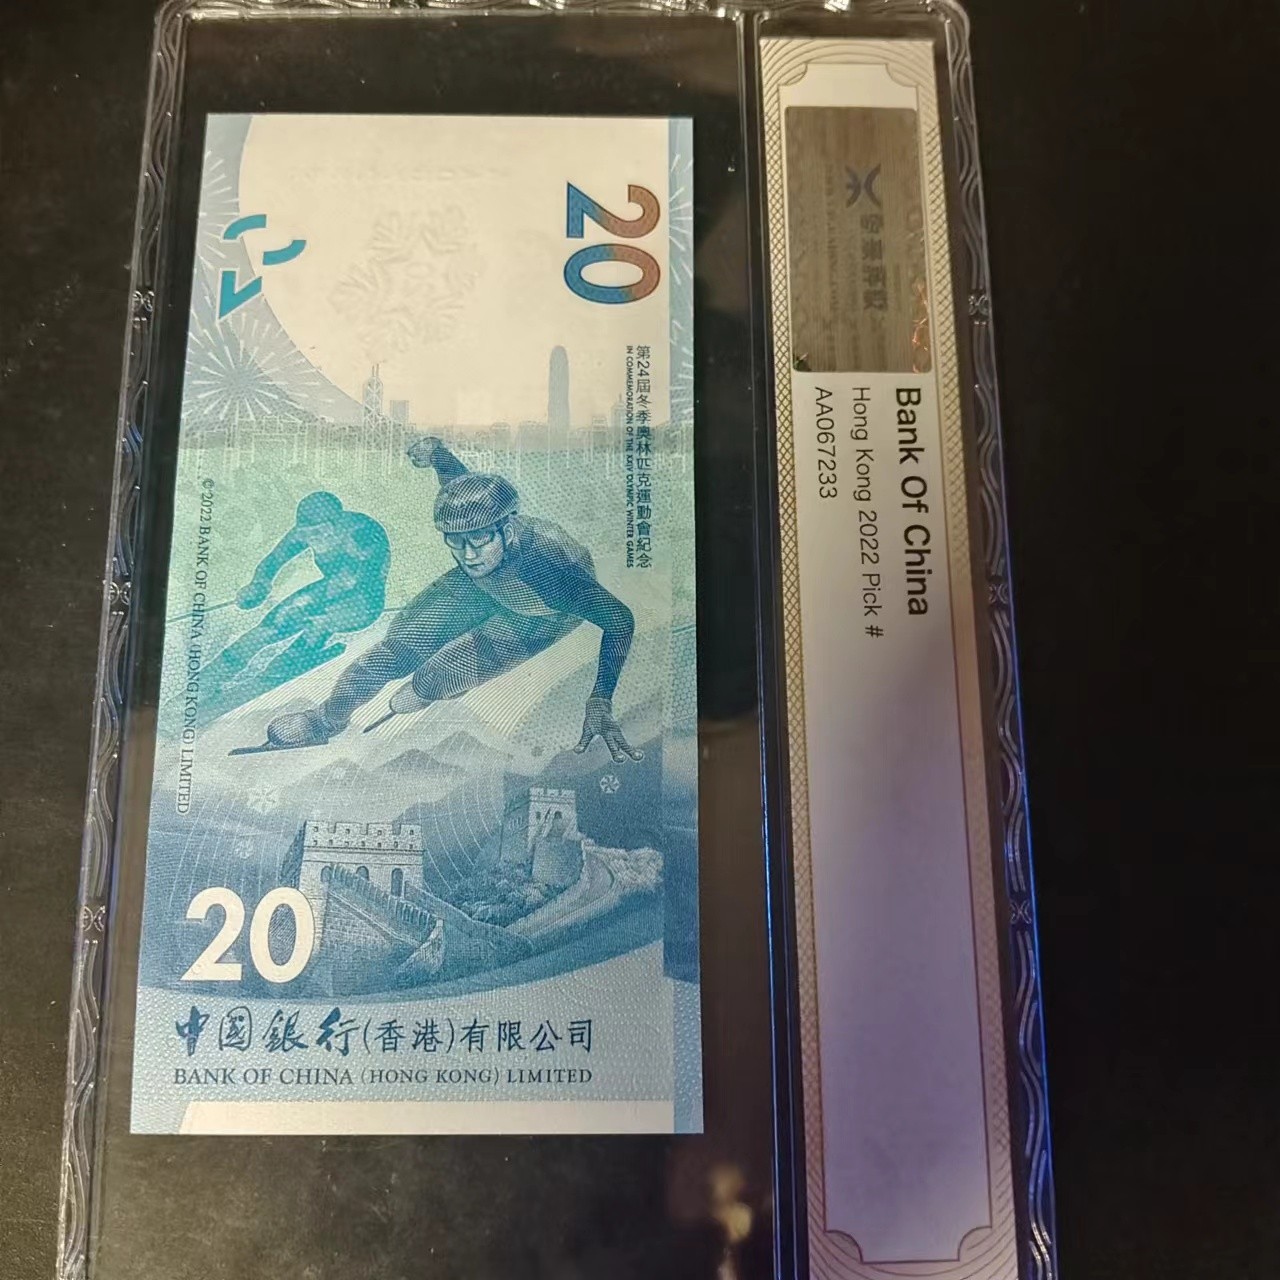 20
第24屆冬季奧林匹克運動會紀念
IN COMMEMORATION OF THE XXIV OLYMPIC WINTER GAMES
©2022 BANK OF CHINA (HONG KONG) LIMITED
20
中國銀行(香港)有限公司
BANK OF CHINA (HONG KONG) LIMITED
Bank Of China
Hong Kong 2022 Pick #
AA067233